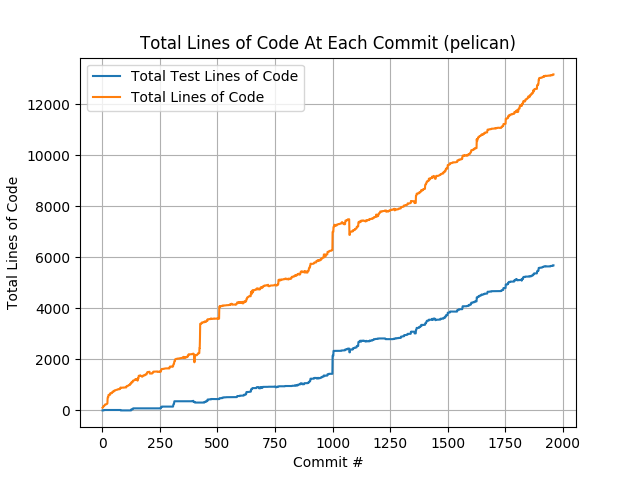 Total Lines of Code At Each Commit (pelican)
Total Test Lines of Code
Total Lines of Code
Total Lines of Code
12000
10000
8000
6000
4000
2000
0
0 250 500 750 1000 1250 1500 1750 2000
Commit #